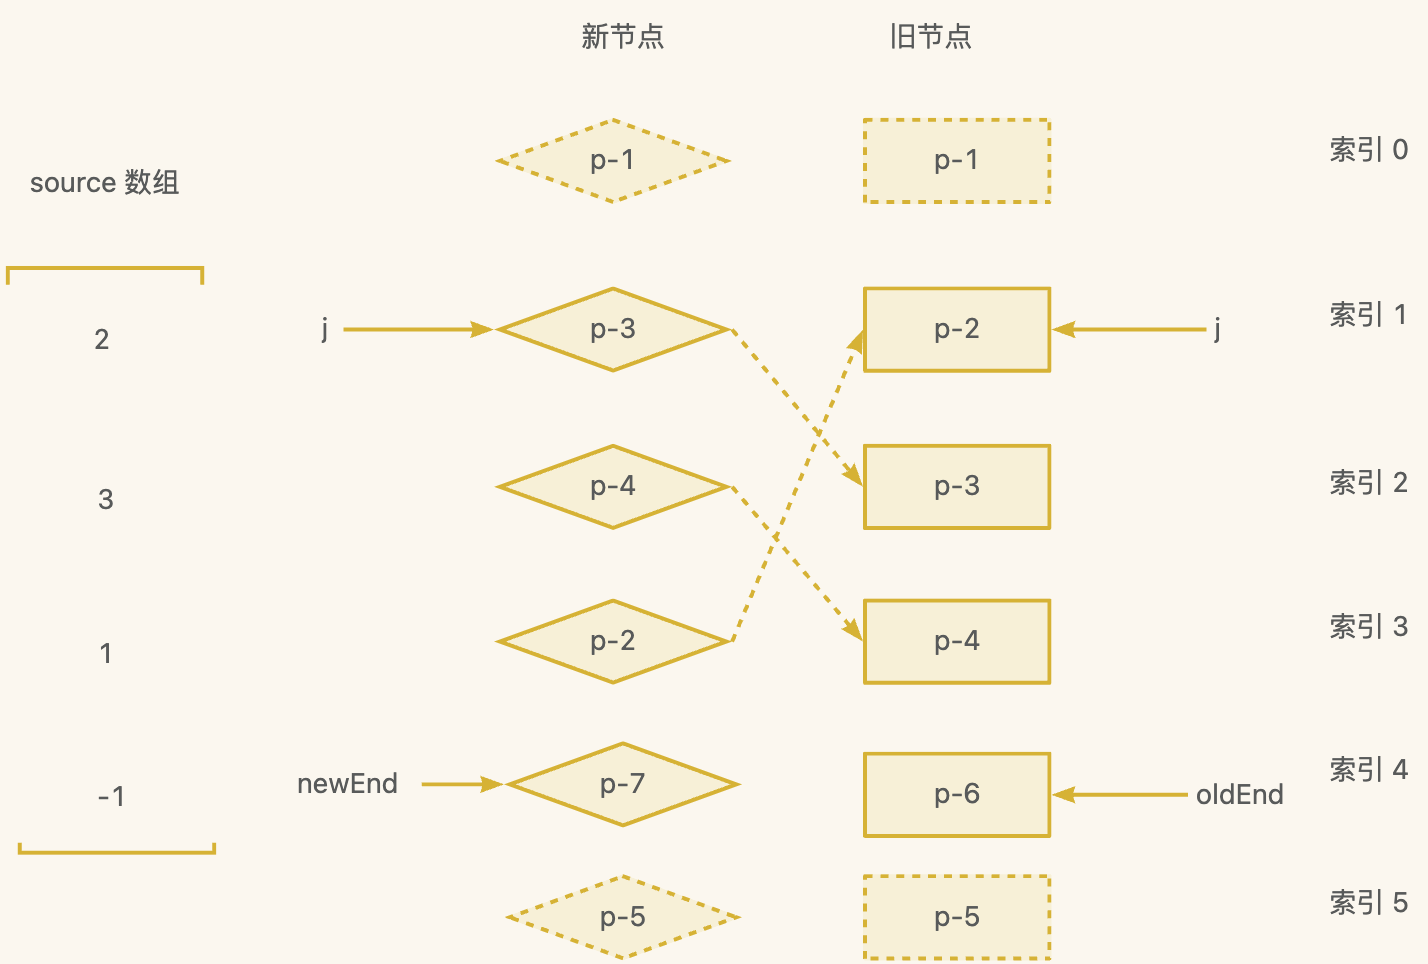 新节点 旧节点
p-1 p-1 索引 0
source 数组
2 j p-3 p-2 j 索引 1
3 p-4 p-3 索引 2
1 p-2 p-4 索引 3
-1 newEnd p-7 p-6 oldEnd 索引 4
p-5 p-5 索引 5